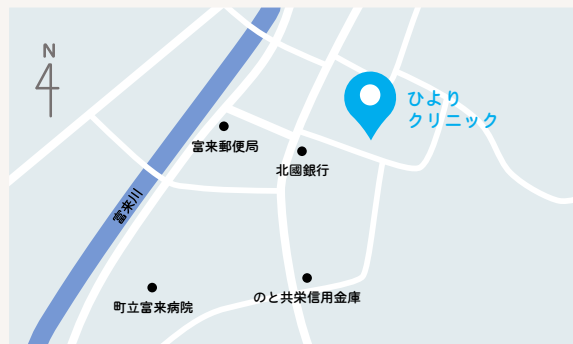 N
ひより
クリニック
富来郵便局
北國銀行
富来川
のと共栄信用金庫
町立富来病院